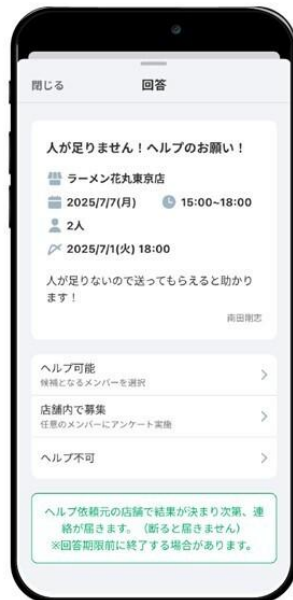 閉じる
回答
人が足りません！ヘルプのお願い！
ラーメン花丸東京店
2025/7/7(月) 15:00~18:00
2人
2025/7/1(火) 18:00
人が足りないので送ってもらえると助かり
ます！
南田剛志
ヘルプ可能
候補となるメンバーを選択
店舗内で募集
任意のメンバーにアンケート実施
ヘルプ不可
ヘルプ依頼元の店舗で結果が決まり次第、連
絡が届きます。（断ると届きません）
※回答期限前に終了する場合があります。